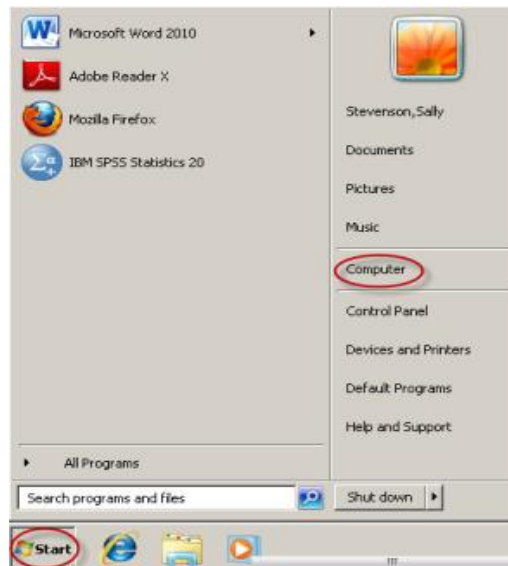 Microsoft Word 2010
Adobe Reader X
Mozilla Firefox
IBM SPSS Statistics 20
All Programs
Search programs and files
Stevenson,Sally
Documents
Pictures
Music
Computer
Control Panel
Devices and Printers
Default Programs
Help and Support
Shut down
Start